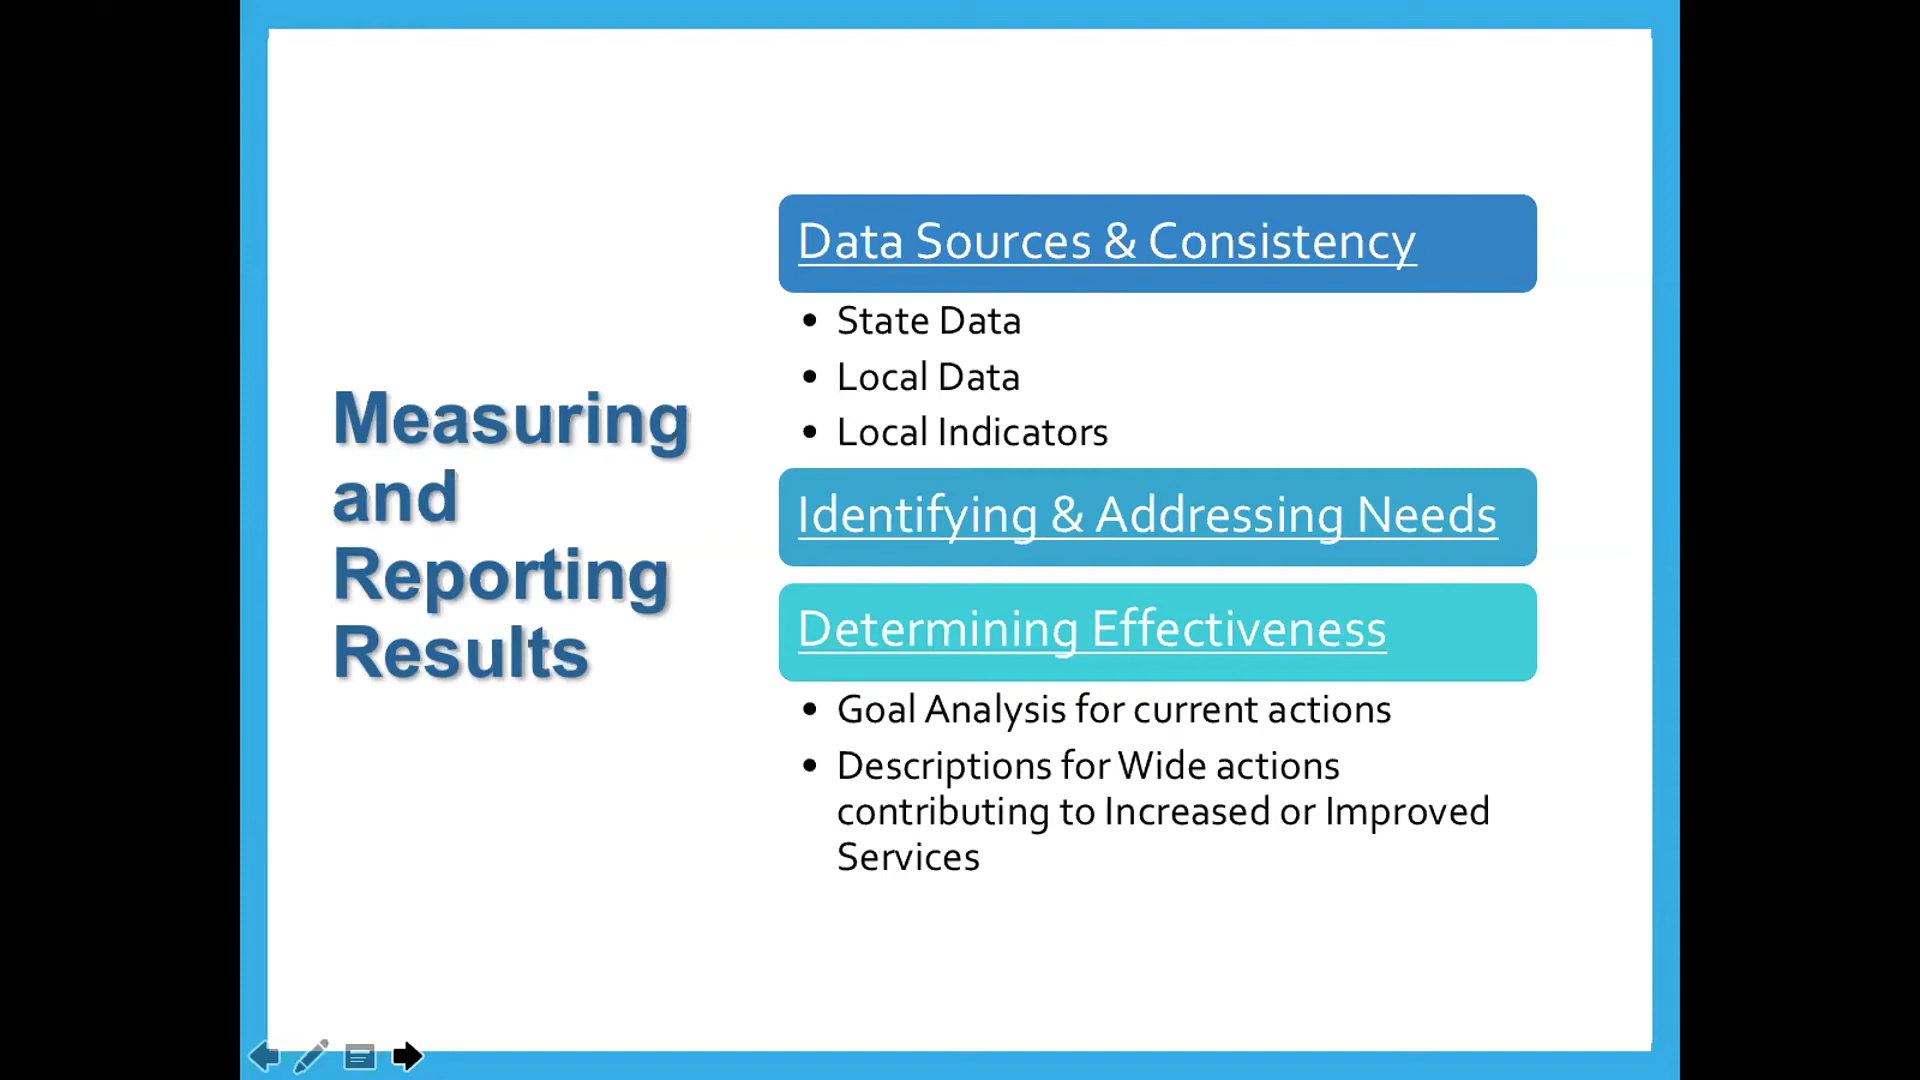 Measuring
and
Reporting
Results
Data Sources & Consistency
• State Data
• Local Data
• Local Indicators
Identifying & Addressing Needs
Determining Effectiveness
• Goal Analysis for current actions
• Descriptions for Wide actions
contributing to Increased or Improved
Services